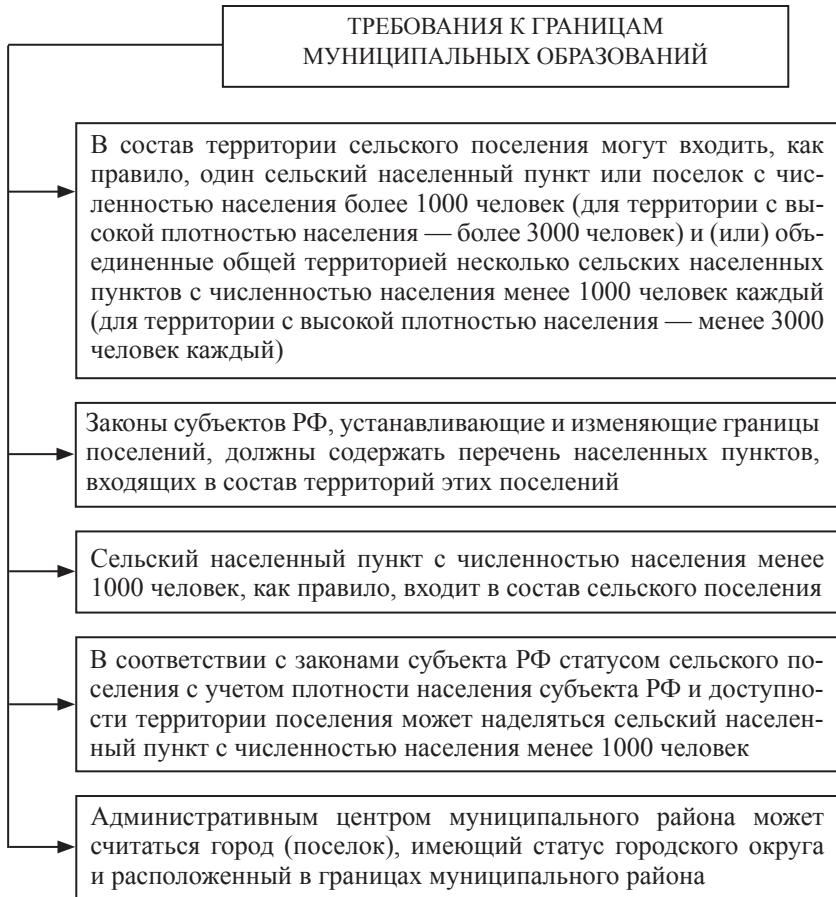 ТРЕБОВАНИЯ К ГРАНИЦАМ
МУНИЦИПАЛЬНЫХ ОБРАЗОВАНИЙ
В состав территории сельского поселения могут входить, как
правило, один сельский населенный пункт или поселок с чис-
ленностью населения более 1000 человек (для территории с вы-
сокой плотностью населения — более 3000 человек) и (или) объ-
единенные общей территорией несколько сельских населенных
пунктов с численностью населения менее 1000 человек каждый
(для территории с высокой плотностью населения — менее 3000
человек каждый)
Законы субъектов РФ, устанавливающие и изменяющие границы
поселений, должны содержать перечень населенных пунктов,
входящих в состав территорий этих поселений
Сельский населенный пункт с численностью населения менее
1000 человек, как правило, входит в состав сельского поселения
В соответствии с законами субъекта РФ статусом сельского по-
селения с учетом плотности населения субъекта РФ и доступно-
сти территории поселения может наделяться сельский населен-
ный пункт с численностью населения менее 1000 человек
Административным центром муниципального района может
считаться город (поселок), имеющий статус городского округа
и расположенный в границах муниципального района